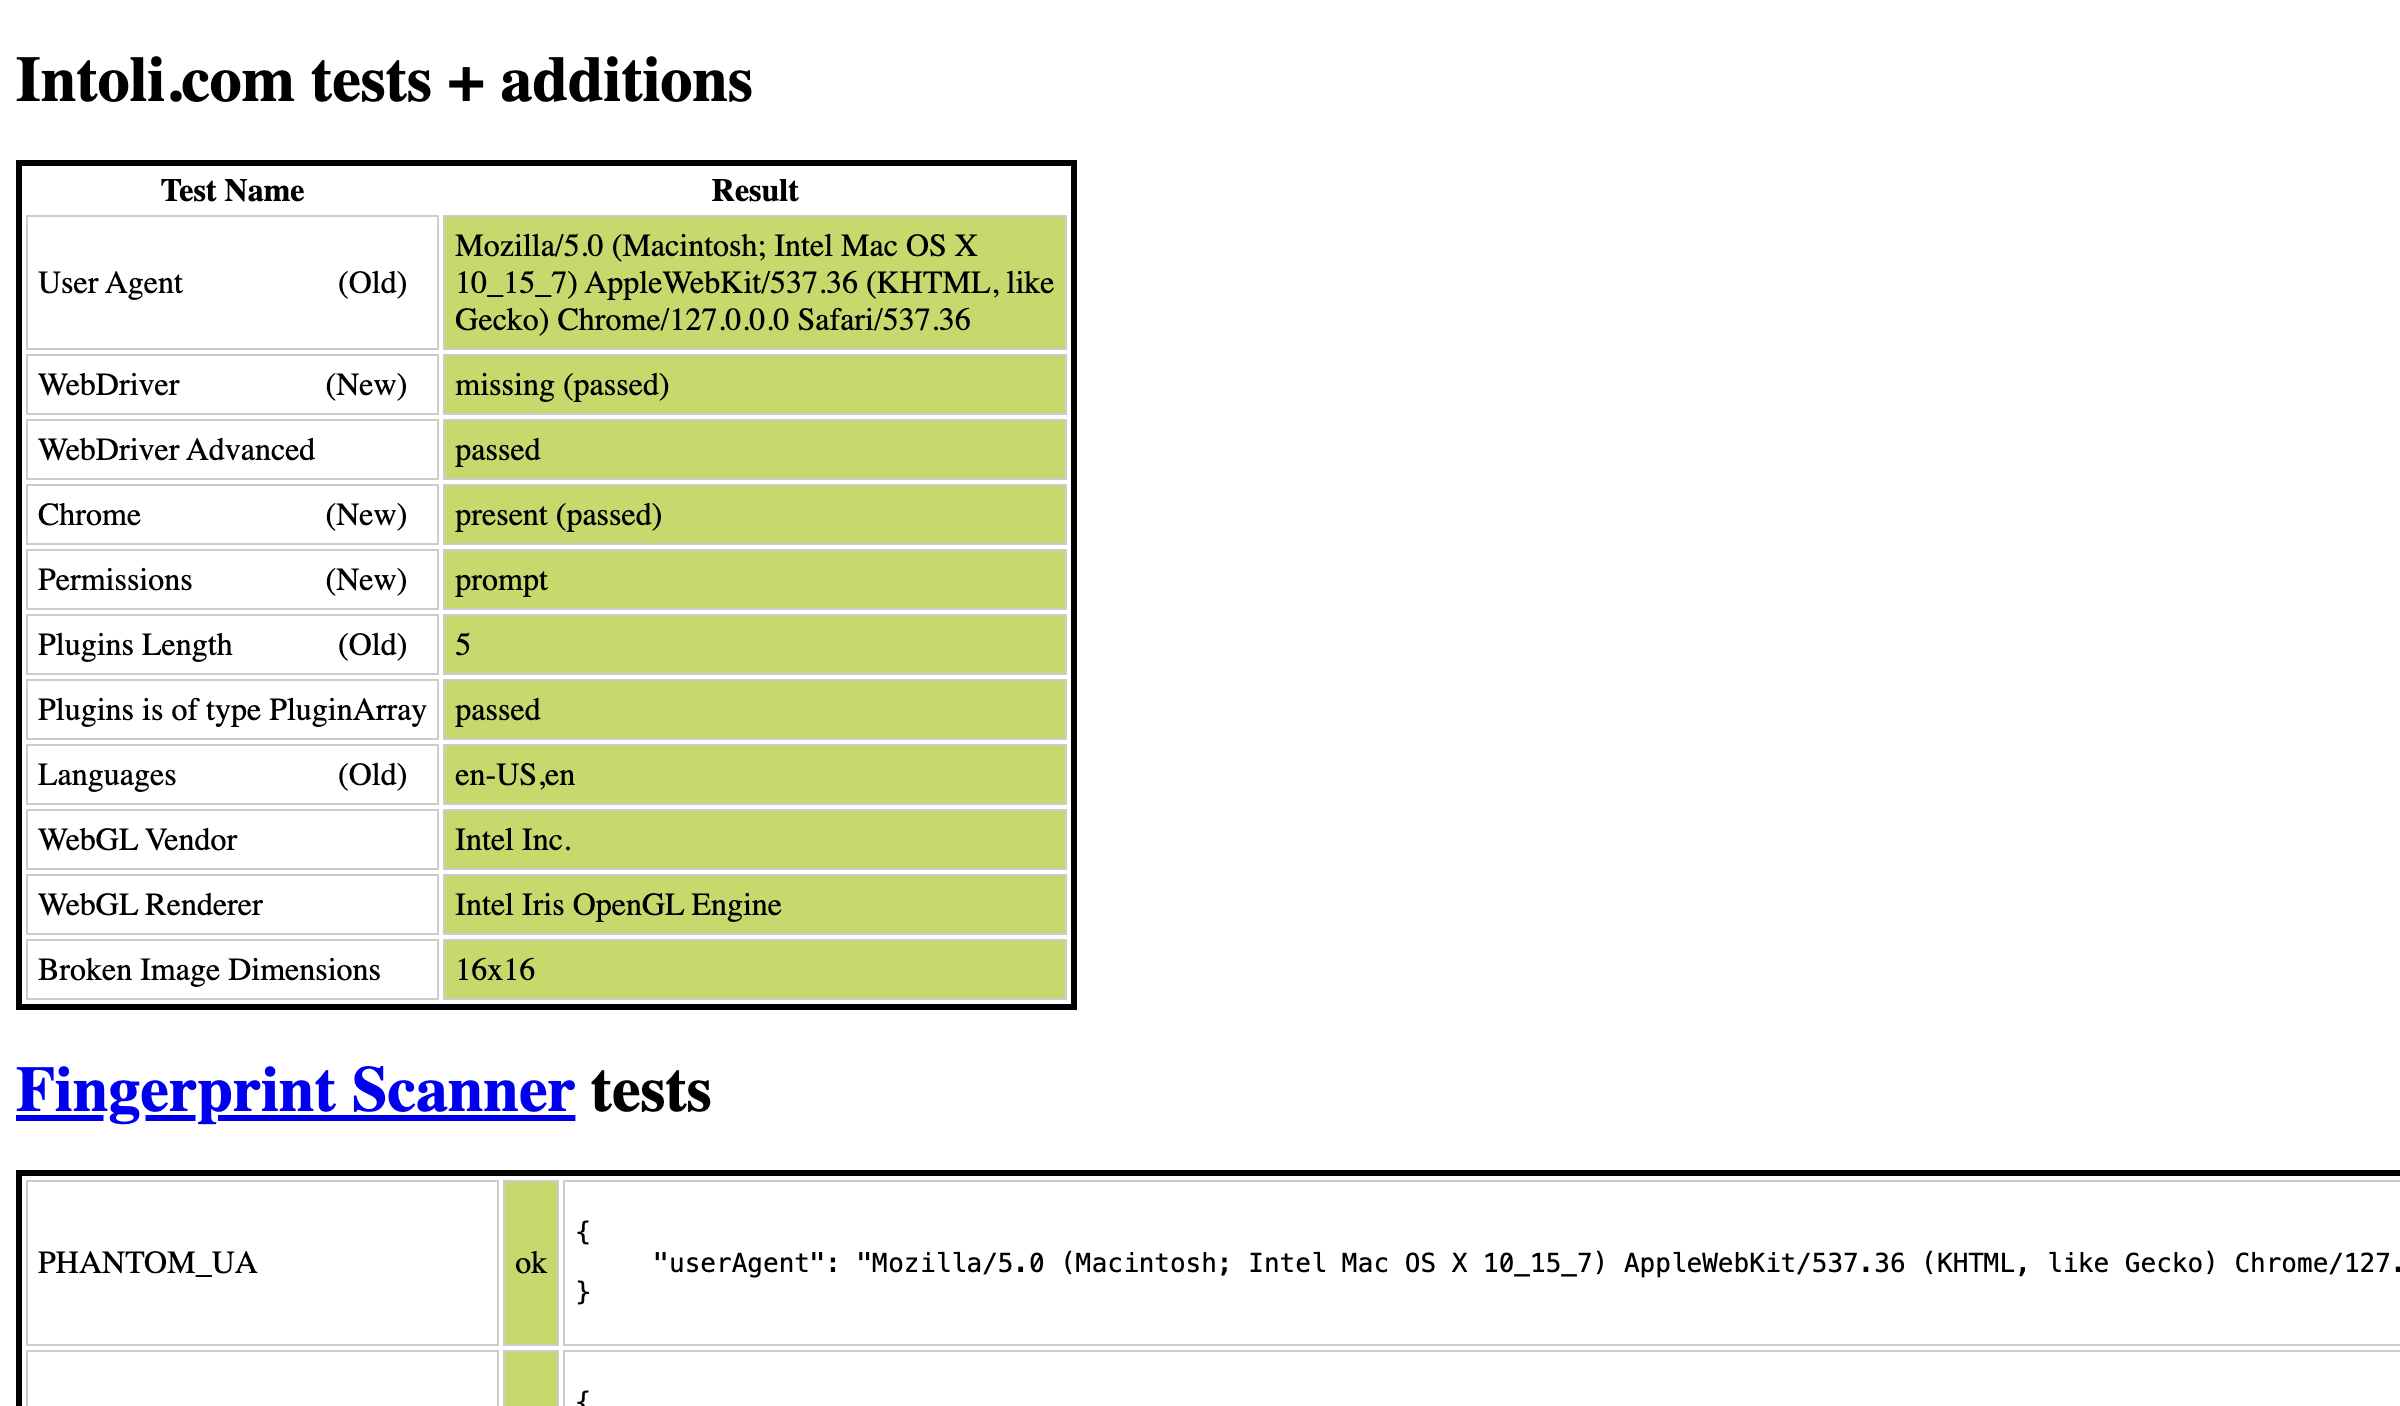 Intoli.com tests + additions
Test Name Result
User Agent (Old) Mozilla/5.0 (Macintosh; Intel Mac OS X
10_15_7) AppleWebKit/537.36 (KHTML, like
Gecko) Chrome/127.0.0.0 Safari/537.36
WebDriver (New) missing (passed)
WebDriver Advanced passed
Chrome (New) present (passed)
Permissions (New) prompt
Plugins Length (Old) 5
Plugins is of type PluginArray passed
Languages (Old) en-US,en
WebGL Vendor Intel Inc.
WebGL Renderer Intel Iris OpenGL Engine
Broken Image Dimensions 16x16
Fingerprint Scanner tests
{
PHANTOM_UA ok "userAgent": "Mozilla/5.0 (Macintosh; Intel Mac OS X 10_15_7) AppleWebKit/537.36 (KHTML, like Gecko) Chrome/127.
}
{